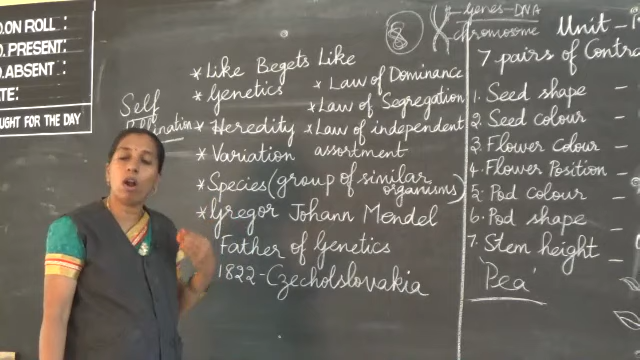 .ON ROLL :
. PRESENT:
.ABSENT :
TE:
UGHT FOR THE DAY
Self
* Like Begets Like
* Genetics
* Heredity
* Variation
* Species (group of similar organisms)
* Gregor Johann Mendel
Father of Genetics
1822 - Czecholslovakia
* Law of Dominance
* Law of Segregation
* Law of independent
assortment
genes - DNA
chromosome
Unit -
7 pairs of Contra
1. Seed shape -
2. Seed colour -
3. Flower Colour -
4. Flower Position -
5. Pod colour -
6. Pod shape -
7. Stem height -
'Pea'